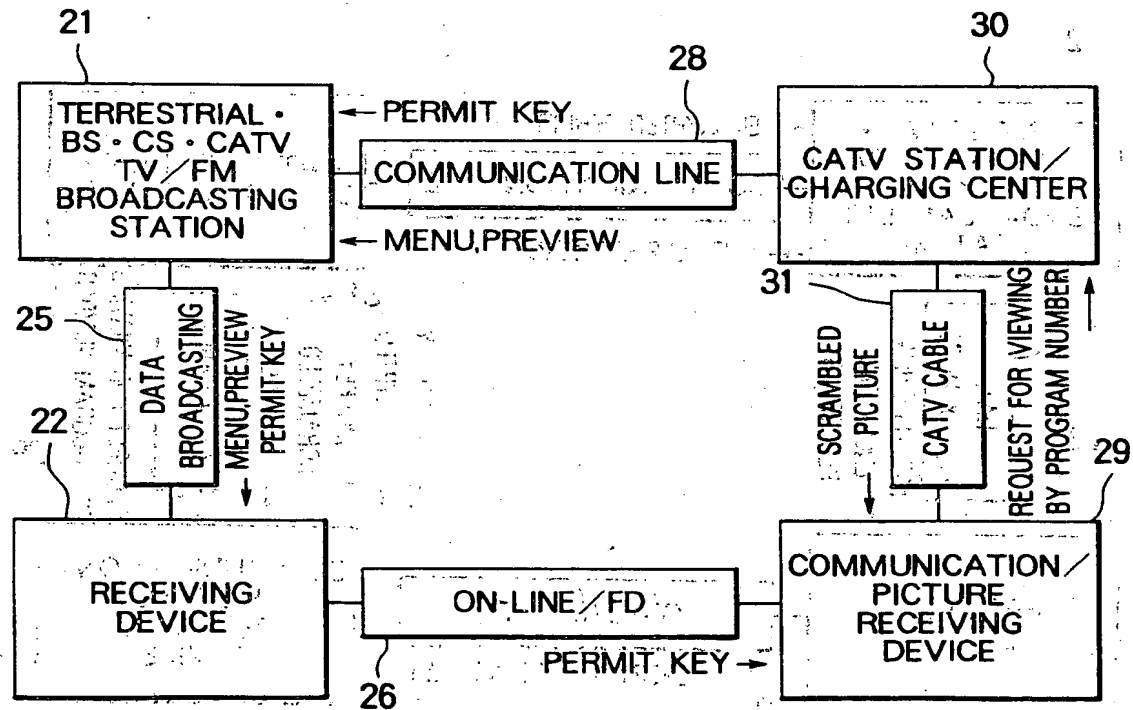 21
30
28
TERRESTRIAL・
BS・CS・CATV
TV/FM
BROADCASTING
STATION
←PERMIT KEY
COMMUNICATION LINE
←MENU,PREVIEW
CATV STATION/
CHARGING CENTER
25
DATA
BROADCASTING
MENU,PREVIEW
PERMIT KEY
↓
31
SCRAMBLED
PICTURE
↓
CATV CABLE
REQUEST FOR VIEWING
BY PROGRAM NUMBER
↑
22
29
RECEIVING
DEVICE
ON-LINE/FD
26
PERMIT KEY→
COMMUNICATION/
PICTURE
RECEIVING
DEVICE